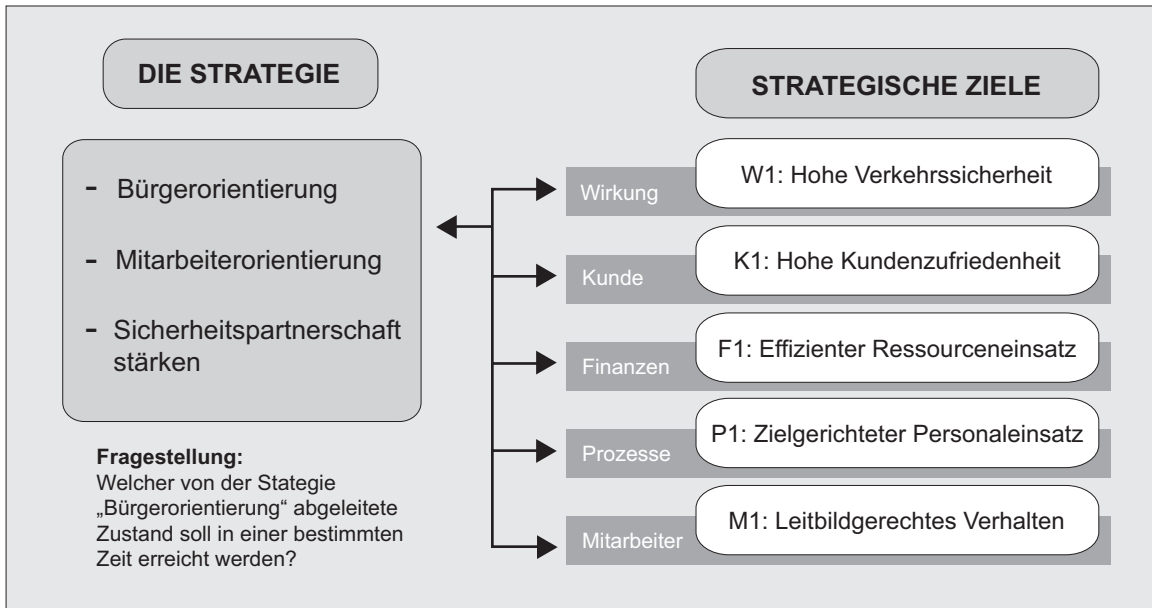 DIE STRATEGIE
- Bürgerorientierung
- Mitarbeiterorientierung
- Sicherheitspartnerschaft
stärken
Fragestellung:
Welcher von der Stategie
„Bürgerorientierung“ abgeleitete
Zustand soll in einer bestimmten
Zeit erreicht werden?
STRATEGISCHE ZIELE
Wirkung
W1: Hohe Verkehrssicherheit
Kunde
K1: Hohe Kundenzufriedenheit
Finanzen
F1: Effizienter Ressourceneinsatz
Prozesse
P1: Zielgerichteter Personaleinsatz
Mitarbeiter
M1: Leitbildgerechtes Verhalten